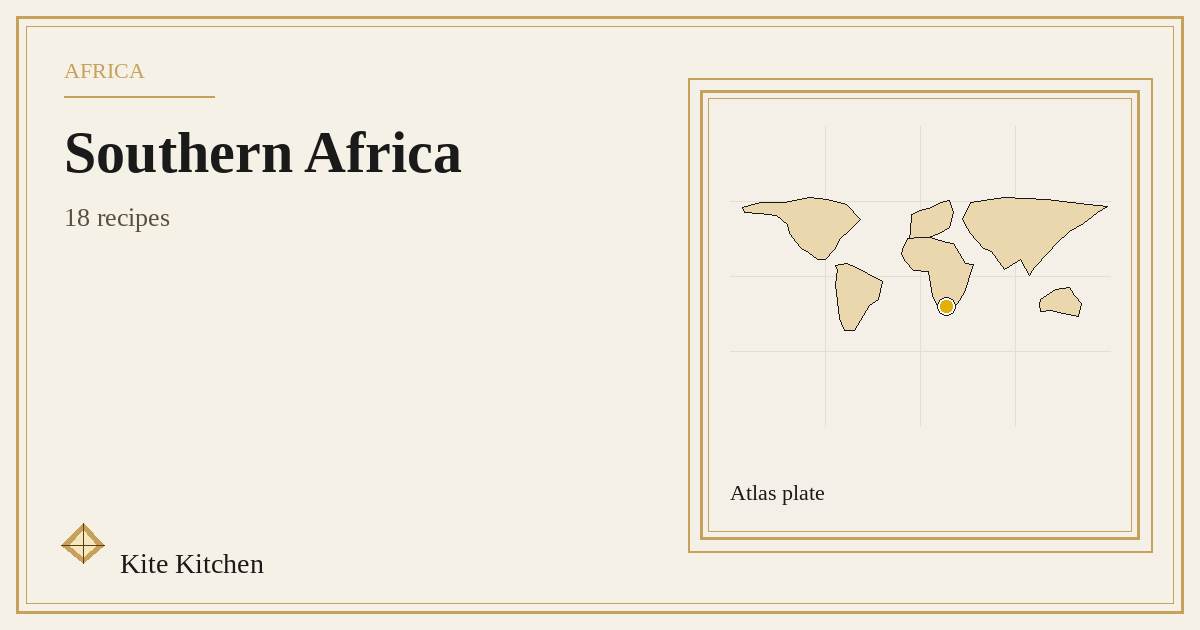 AFRICA
Southern Africa
18 recipes
Atlas plate
Kite Kitchen